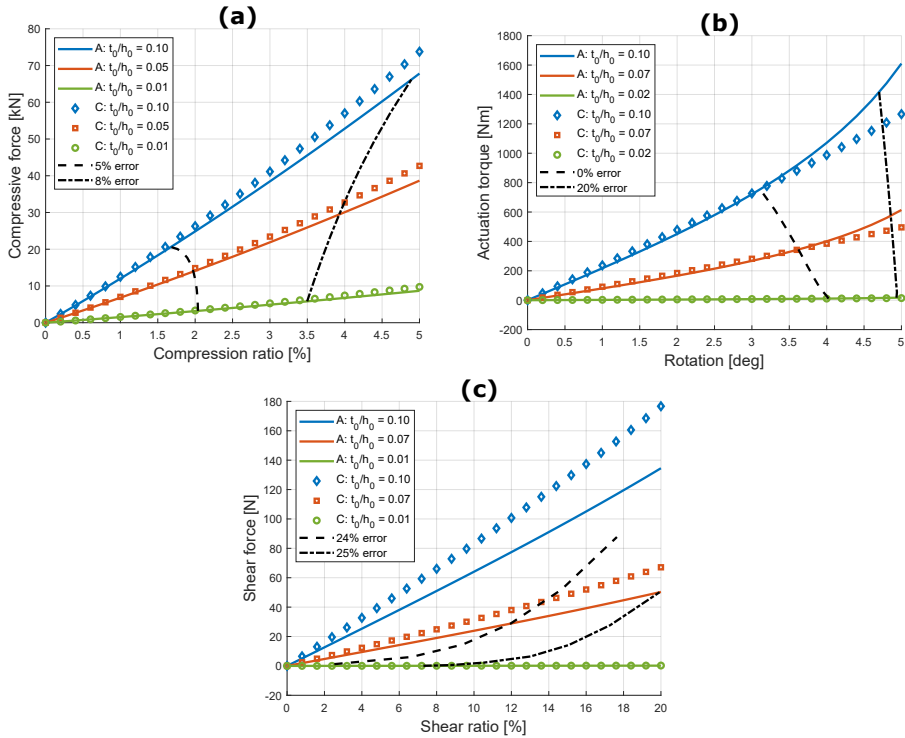 (a)
A: t0/h0 = 0.10
A: t0/h0 = 0.05
A: t0/h0 = 0.01
C: t0/h0 = 0.10
C: t0/h0 = 0.05
C: t0/h0 = 0.01
5% error
8% error
Compressive force [kN]
80
70
60
50
40
30
20
10
0
0 0.5 1 1.5 2 2.5 3 3.5 4 4.5 5
Compression ratio [%]
(b)
A: t0/h0 = 0.10
A: t0/h0 = 0.07
A: t0/h0 = 0.02
C: t0/h0 = 0.10
C: t0/h0 = 0.07
C: t0/h0 = 0.02
0% error
20% error
Actuation torque [Nm]
1800
1600
1400
1200
1000
800
600
400
200
0
-200
0 0.5 1 1.5 2 2.5 3 3.5 4 4.5 5
Rotation [deg]
(c)
A: t0/h0 = 0.10
A: t0/h0 = 0.07
A: t0/h0 = 0.01
C: t0/h0 = 0.10
C: t0/h0 = 0.07
C: t0/h0 = 0.01
24% error
25% error
Shear force [N]
180
160
140
120
100
80
60
40
20
0
-20
0 2 4 6 8 10 12 14 16 18 20
Shear ratio [%]